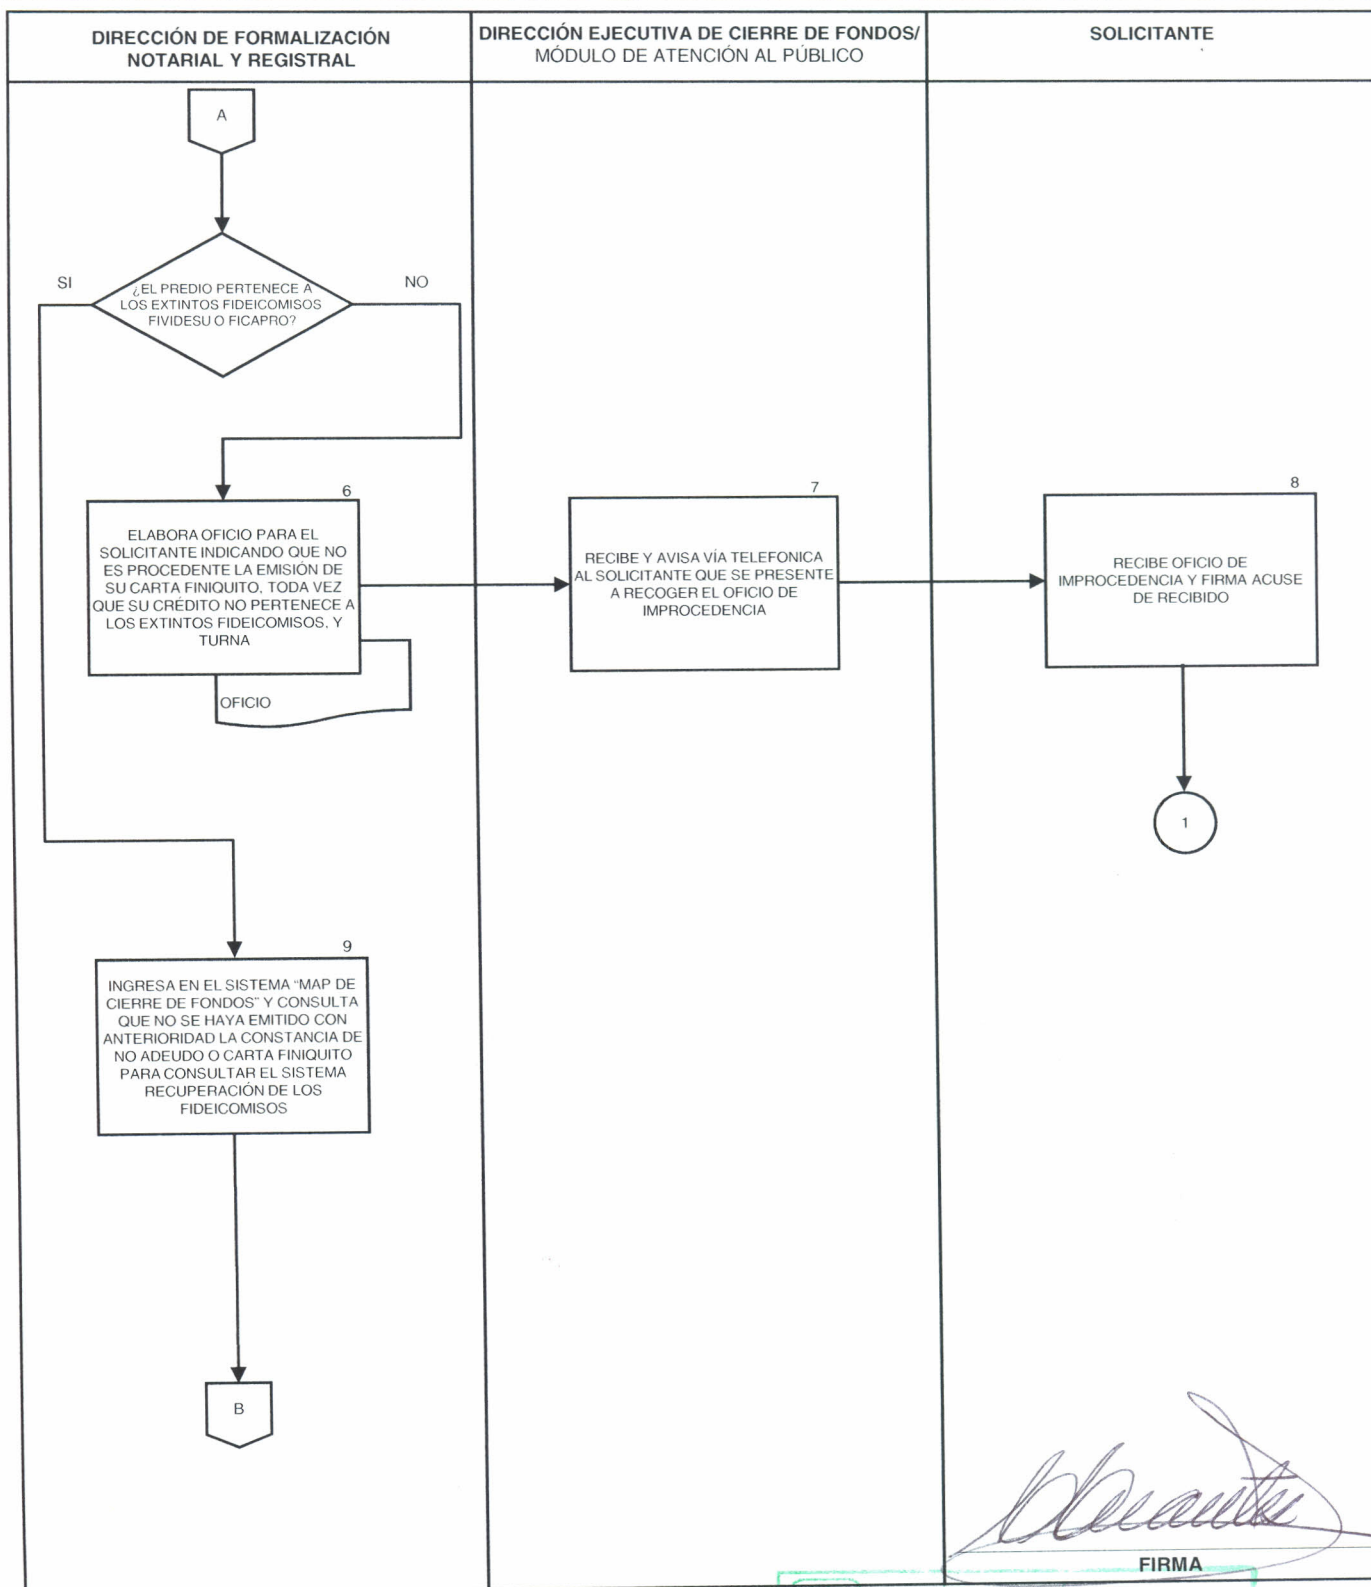 DIRECCIÓN DE FORMALIZACIÓN
NOTARIAL Y REGISTRAL
DIRECCIÓN EJECUTIVA DE CIERRE DE FONDOS/
MÓDULO DE ATENCIÓN AL PÚBLICO
SOLICITANTE
A
SI
¿EL PREDIO PERTENECE A
LOS EXTINTOS FIDEICOMISOS
FIVIDESU O FICAPRO?
NO
6
ELABORA OFICIO PARA EL
SOLICITANTE INDICANDO QUE NO
ES PROCEDENTE LA EMISIÓN DE
SU CARTA FINIQUITO, TODA VEZ
QUE SU CRÉDITO NO PERTENECE A
LOS EXTINTOS FIDEICOMISOS, Y
TURNA
OFICIO
7
RECIBE Y AVISA VÍA TELEFONICA
AL SOLICITANTE QUE SE PRESENTE
A RECOGER EL OFICIO DE
IMPROCEDENCIA
8
RECIBE OFICIO DE
IMPROCEDENCIA Y FIRMA ACUSE
DE RECIBIDO
1
9
INGRESA EN EL SISTEMA "MAP DE
CIERRE DE FONDOS" Y CONSULTA
QUE NO SE HAYA EMITIDO CON
ANTERIORIDAD LA CONSTANCIA DE
NO ADEUDO O CARTA FINIQUITO
PARA CONSULTAR EL SISTEMA
RECUPERACIÓN DE LOS
FIDEICOMISOS
B
FIRMA